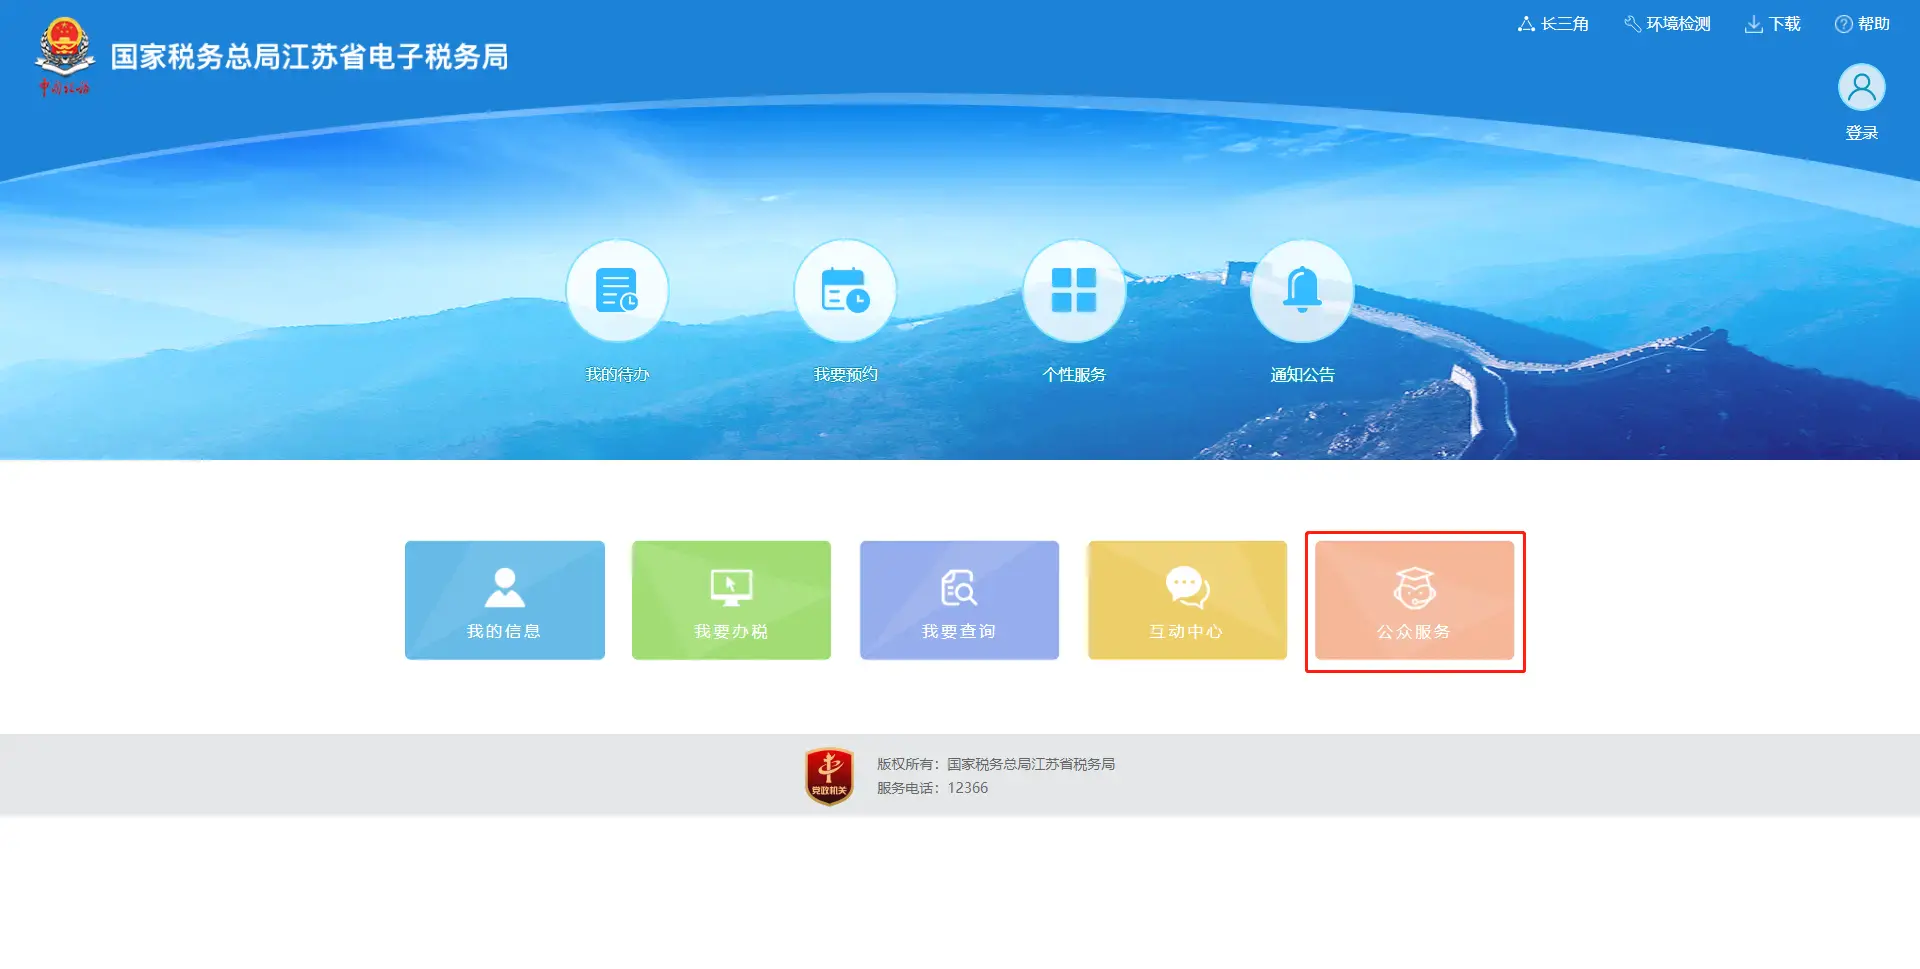 长三角
环境检测
下载
帮助
国家税务总局江苏省电子税务局
中国税务
登录
我的待办
我要预约
个性服务
通知公告
我的信息
我要办税
我要查询
互动中心
公众服务
党政机关
版权所有：国家税务总局江苏省税务局
服务电话：12366